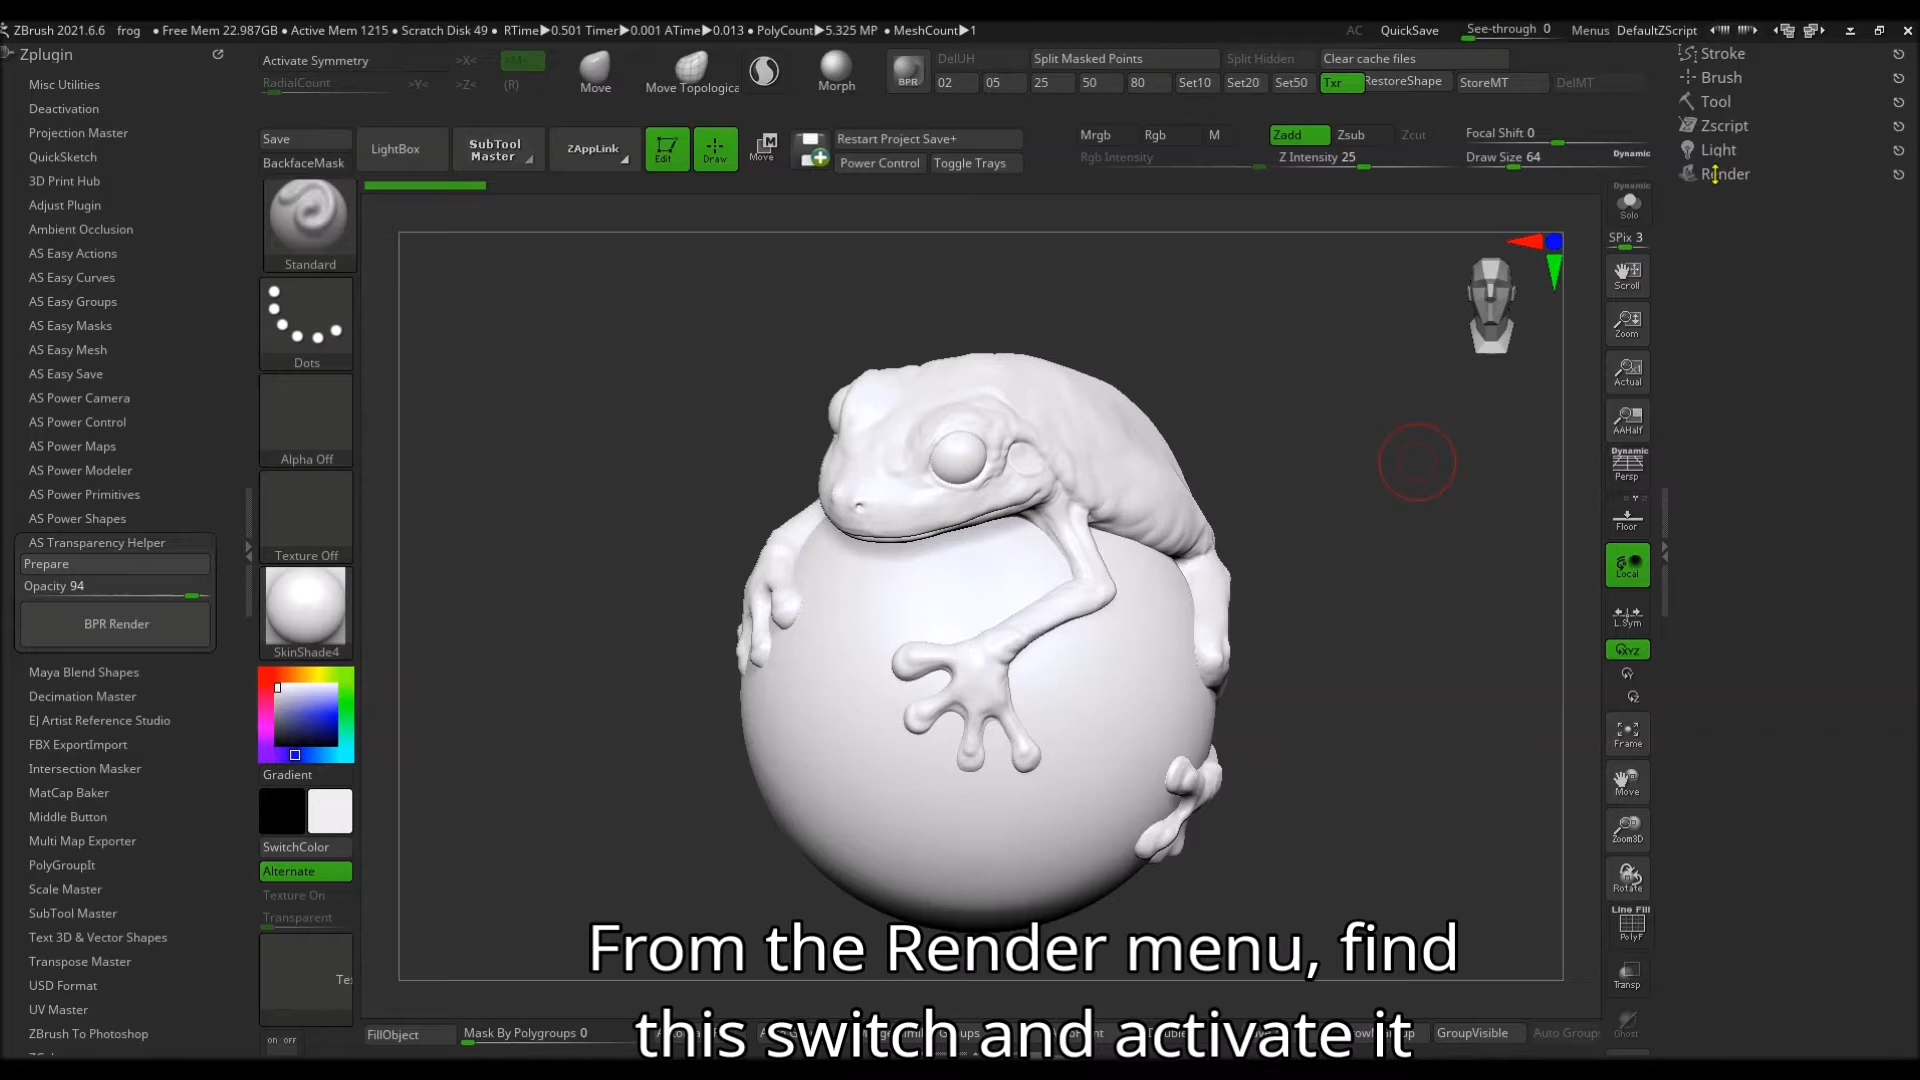 ZBrush 2021.6.6 frog • Free Mem 22.987GB • Active Mem 1215 • Scratch Disk 49 • RTime▶0.501 Timer▶0.001 ATime▶0.013 • PolyCount▶5.325 MP • MeshCount▶1 AC QuickSave See-through 0 Menus DefaultZScript
Zplugin
Misc Utilities
Deactivation
Projection Master
QuickSketch
3D Print Hub
Adjust Plugin
Ambient Occlusion
AS Easy Actions
AS Easy Curves
AS Easy Groups
AS Easy Masks
AS Easy Mesh
AS Easy Save
AS Power Camera
AS Power Control
AS Power Maps
AS Power Modeler
AS Power Primitives
AS Power Shapes
AS Transparency Helper
Prepare
Opacity 94
BPR Render
Maya Blend Shapes
Decimation Master
EJ Artist Reference Studio
FBX ExportImport
Intersection Masker
MatCap Baker
Middle Button
Multi Map Exporter
PolyGroupIt
Scale Master
SubTool Master
Text 3D & Vector Shapes
Transpose Master
USD Format
UV Master
ZBrush To Photoshop
Activate Symmetry >X< >M<
RadialCount >Y< >Z< (R)
Move
Move Topologica
Morph
BPR
DelUH Split Masked Points Split Hidden Clear cache files
02 05 25 50 80 Set10 Set20 Set50 Txr RestoreShape StoreMT DelMT
Save
BackfaceMask
LightBox
SubTool
Master
ZAppLink
Edit
Draw
Move
Restart Project Save+
Power Control Toggle Trays
Mrgb Rgb M Zadd Zsub Zcut Focal Shift 0
Rgb Intensity Z Intensity 25 Draw Size 64 Dynamic
Standard
Dots
Alpha Off
Texture Off
SkinShade4
Gradient
SwitchColor
Alternate
Texture On
Transparent
Te
ON OFF
Dynamic
Solo
SPix 3
Scroll
Zoom
Actual
AAHalf
Dynamic
Persp
Floor
Local
L.Sym
XYZ
Frame
Move
Zoom3D
Rotate
Line Fill
PolyF
Transp
Ghost
Stroke
Brush
Tool
Zscript
Light
Render
From the Render menu, find
this switch and activate it
FillObject Mask By Polygroups 0 GroupVisible Auto Groups